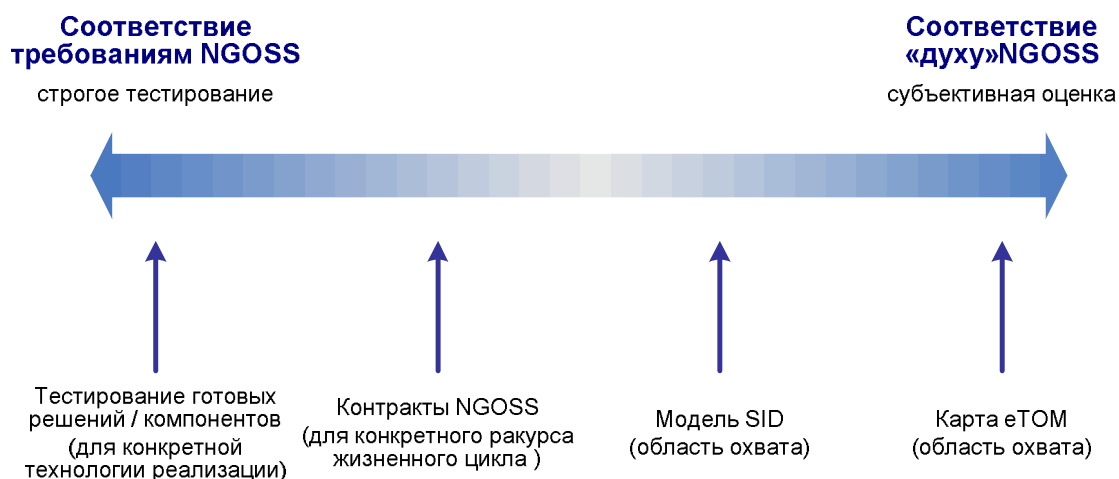 Соответствие
требованиям NGOSS
строгое тестирование
Соответствие
«духу»NGOSS
субъективная оценка
Тестирование готовых
решений / компонентов
(для конкретной
технологии реализации)
Контракты NGOSS
(для конкретного ракурса
жизненного цикла )
Модель SID
(область охвата)
Карта eTOM
(область охвата)